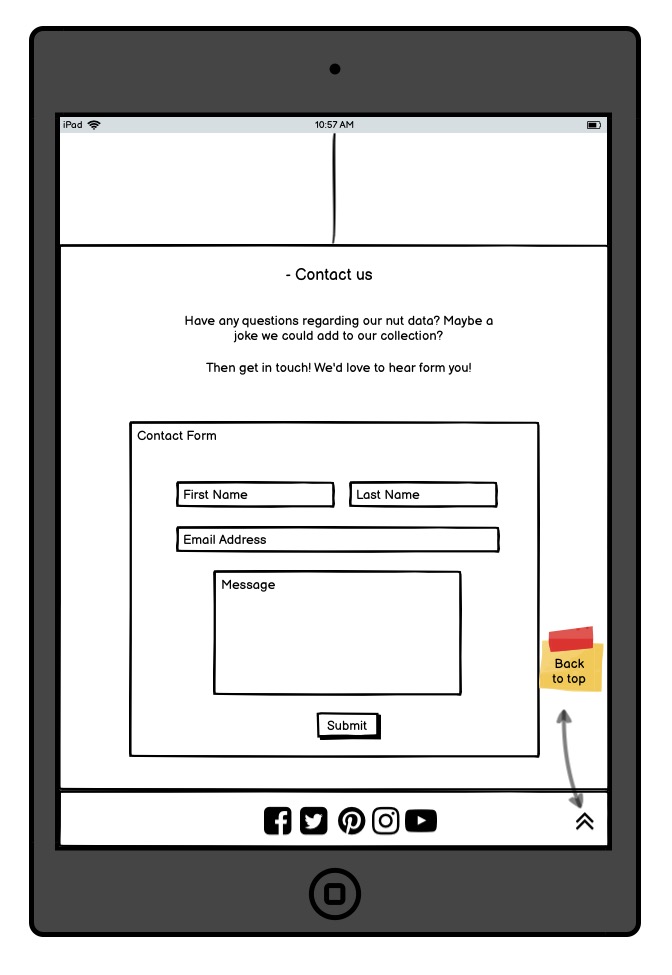 iPad
10:57 AM
- Contact us
Have any questions regarding our nut data? Maybe a
joke we could add to our collection?
Then get in touch! We'd love to hear form you!
Contact Form
First Name
Last Name
Email Address
Message
Back
to top
Submit